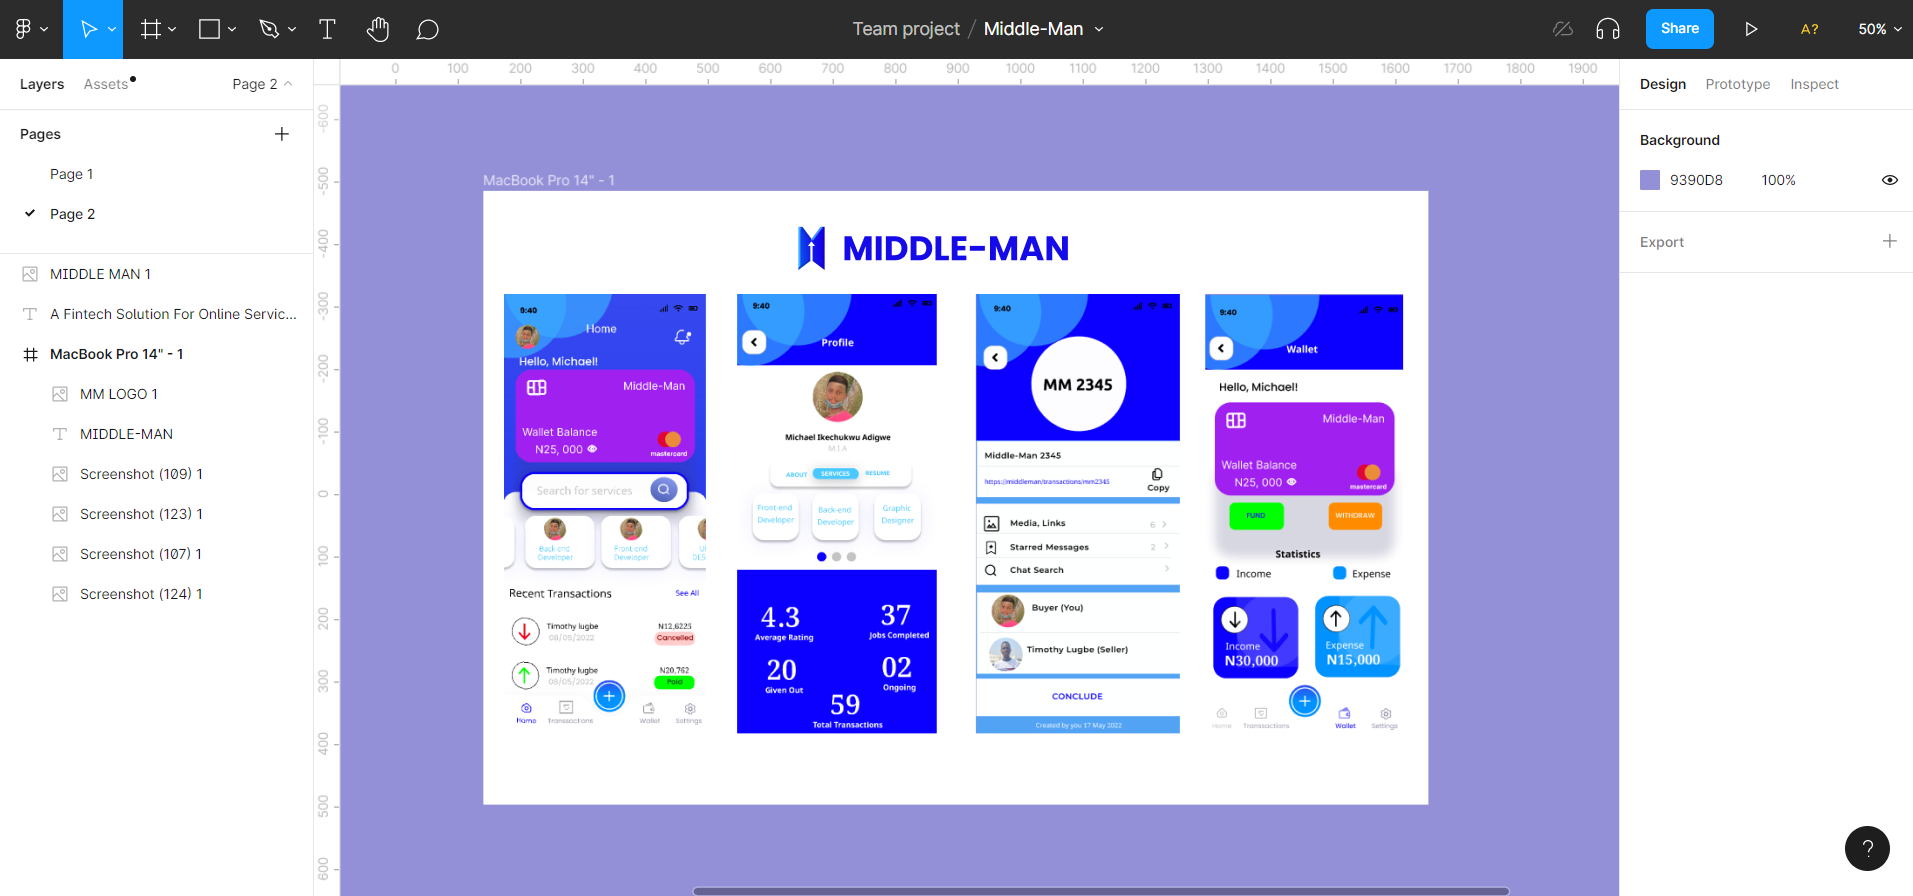 Team project / Middle-Man
Share
A?
50%
Layers
Assets
Page 2
Pages
Page 1
Page 2
MIDDLE MAN 1
A Fintech Solution For Online Servic...
MacBook Pro 14" - 1
MM LOGO 1
MIDDLE-MAN
Screenshot (109) 1
Screenshot (123) 1
Screenshot (107) 1
Screenshot (124) 1
0 100 200 300 400 500 600 700 800 900 1000 1100 1200 1300 1400 1500 1600 1700 1800 1900
-600
-500
-400
-300
-200
-100
0
100
200
300
400
500
600
MacBook Pro 14" - 1
MIDDLE-MAN
9:40
Home
Hello, Michael!
Middle-Man
Wallet Balance
N25, 000
mastercard
Search for services
Back-end
Developer
Front-end
Developer
UI
DES
Recent Transactions
See All
Timothy lugbe
08/06/2022
N12,6225
Cancelled
Timothy lugbe
08/05/2022
N20,762
Paid
Home
Transsactions
Wallet
Settings
9:40
Profile
Michael Ikechukwu Adigwe
M.I.A
ABOUT
SERVICES
RESUME
Front-end
Developer
Back-end
Developer
Graphic
Designer
4.3
Average Rating
37
Jobs Completed
20
Given Out
02
Ongoing
59
Total Transactions
9:40
MM 2345
Middle-Man 2345
https://middleman/transactions/mm2345
Copy
Media, Links
6
Starred Messages
2
Chat Search
Buyer (You)
Timothy Lugbe (Seller)
CONCLUDE
Created by you 17 May 2022
9:40
Wallet
Hello, Michael!
Middle-Man
Wallet Balance
N25, 000
mastercard
FUND
WITHDRAW
Statistics
Income
Expense
Income
N30,000
Expense
N15,000
Home
Transsactions
Wallet
Settings
Design
Prototype
Inspect
Background
9390D8
100%
Export
?